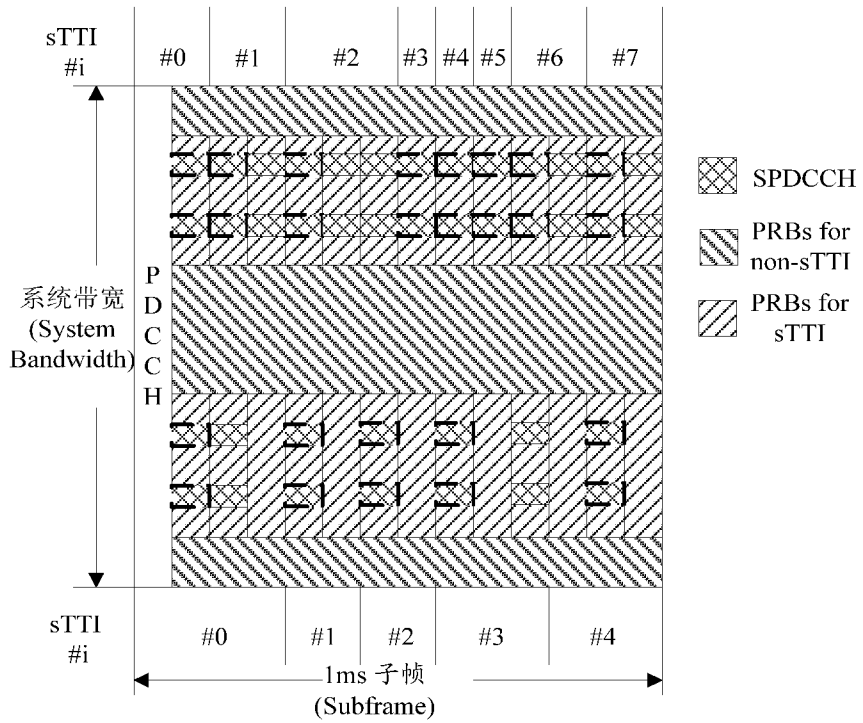 sTTI
#i
#0 #1 #2 #3 #4 #5 #6 #7
SPDCCH
PRBs for
non-sTTI
PRBs for
sTTI
系统带宽
(System
Bandwidth)
P
D
C
C
H
sTTI
#i
#0 #1 #2 #3 #4
1ms 子帧
(Subframe)